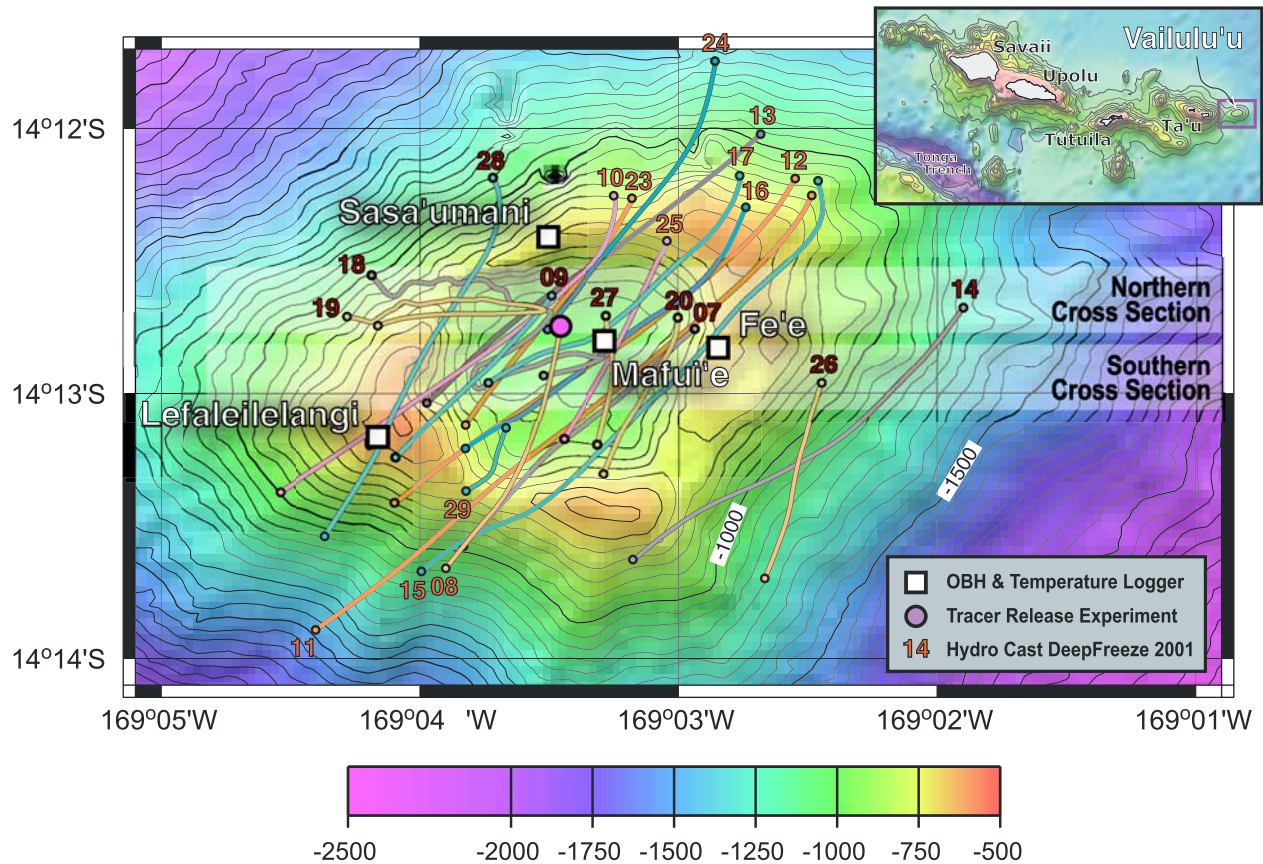 24
Vailulu'u
Savaii
Upolu
Ta'u
Tutuila
Tonga
Trench
14°12'S
13
28
17
12
10
23
16
Sasa'umani
25
18
09
14
Northern
Cross Section
19
27
20
07
Fe'e
Mafui'e
26
Southern
Cross Section
14°13'S
Lefaleilelangi
-1500
29
-1000
15
08
11
OBH & Temperature Logger
Tracer Release Experiment
14 Hydro Cast DeepFreeze 2001
14°14'S
169°05'W
169°04 'W
169°03'W
169°02'W
169°01'W
-2500
-2000
-1750
-1500
-1250
-1000
-750
-500